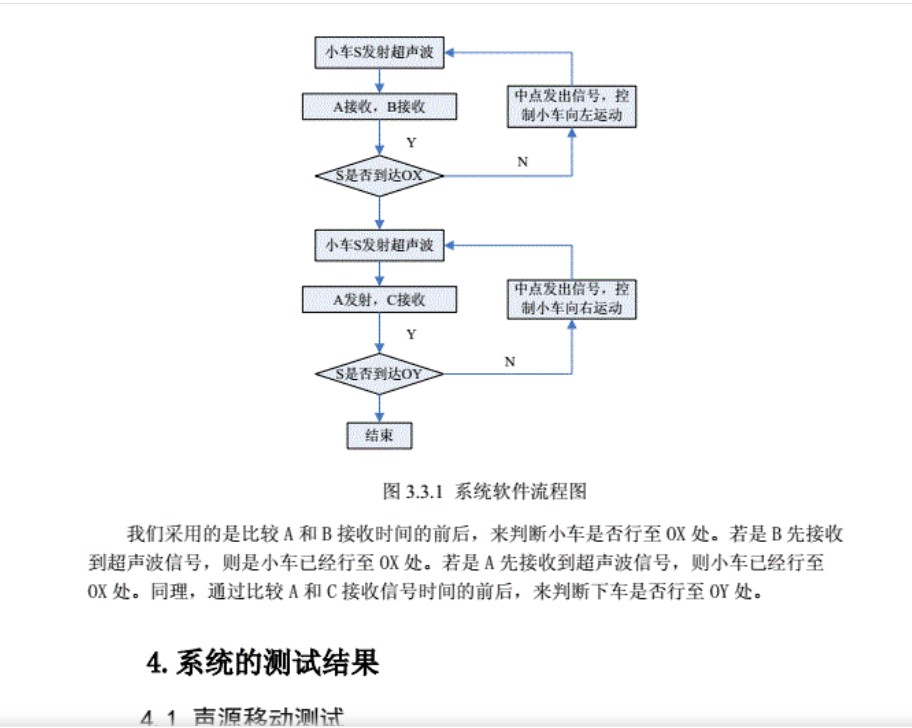 小车S发射超声波
A接收，B接收
中点发出信号，控
制小车向左运动
Y
N
S是否到达OX
小车S发射超声波
A发射，C接收
中点发出信号，控
制小车向右运动
Y
N
S是否到达OY
结束
图 3.3.1 系统软件流程图
我们采用的是比较 A 和 B 接收时间的前后，来判断小车是否行至 OX 处。若是 B 先接收
到超声波信号，则是小车已经行至 OX 处。若是 A 先接收到超声波信号，则小车已经行至
OX 处。同理，通过比较 A 和 C 接收信号时间的前后，来判断下车是否行至 OY 处。
4.系统的测试结果
4.1 声源移动测试